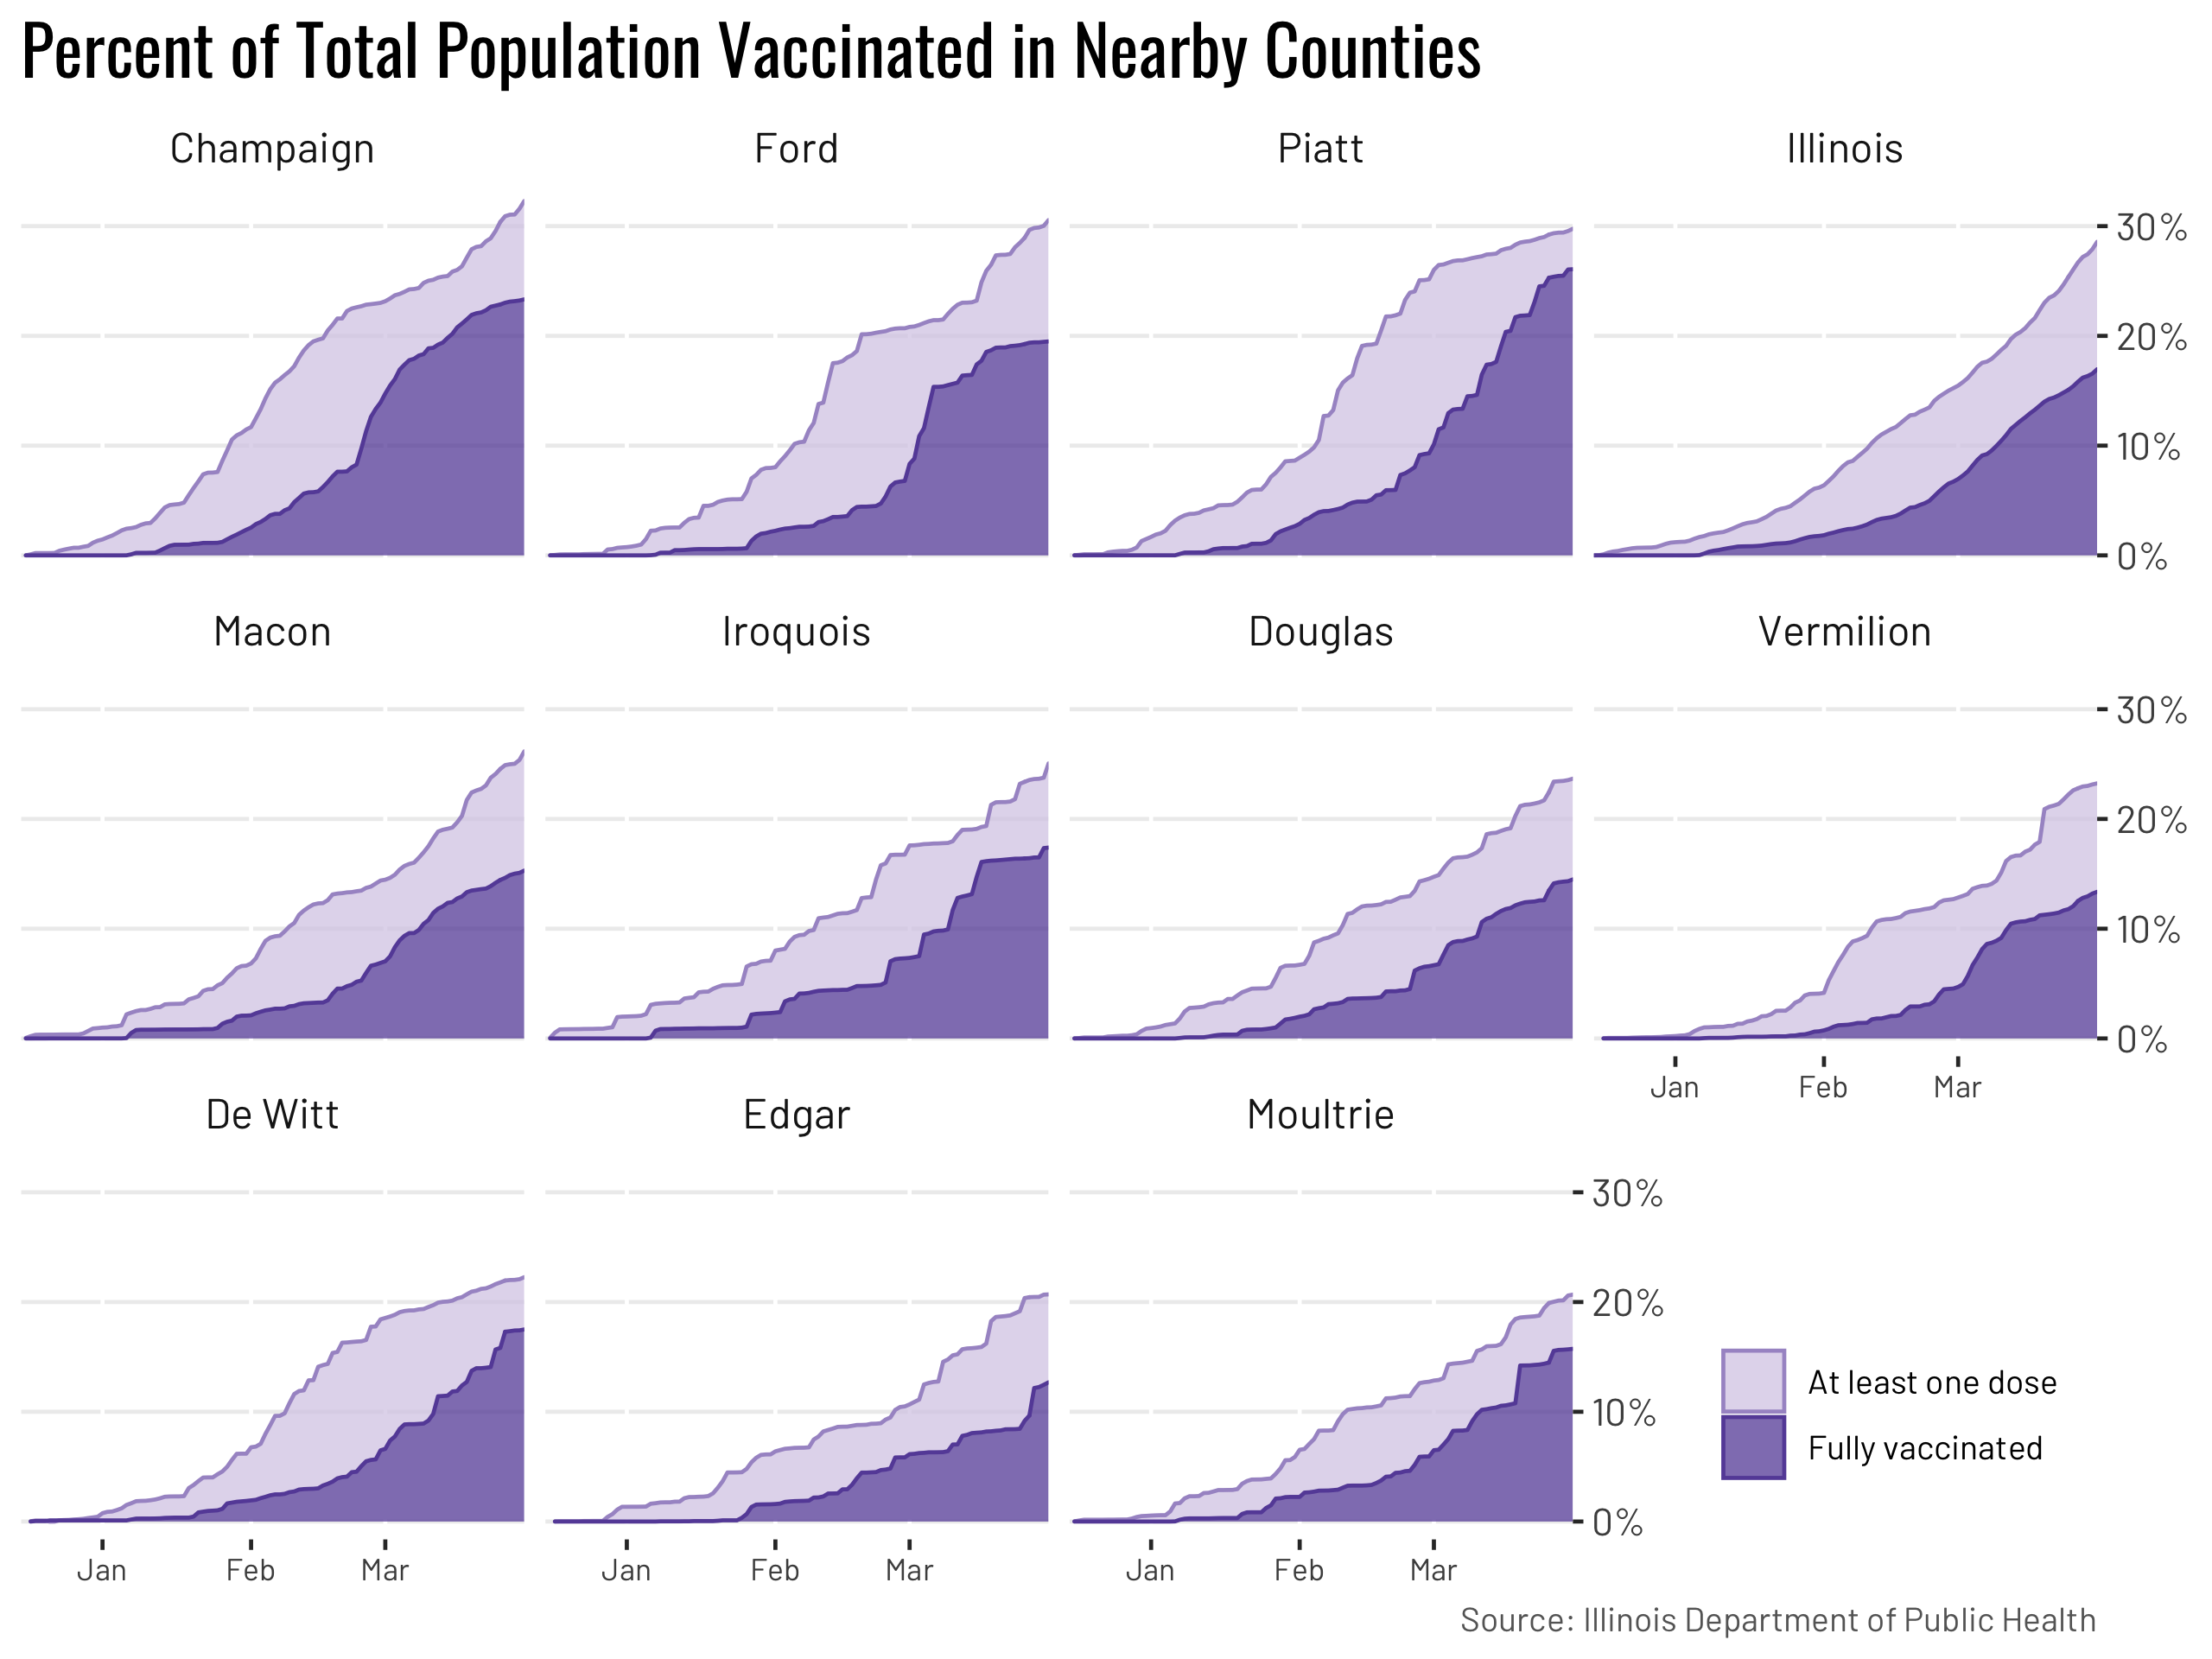 Percent of Total Population Vaccinated in Nearby Counties
Champaign
Ford
Piatt
Illinois
30%
20%
10%
0%
Macon
Iroquois
Douglas
Vermilion
30%
20%
10%
0%
Jan
Feb
Mar
De Witt
Edgar
Moultrie
30%
20%
10%
0%
Jan
Feb
Mar
Jan
Feb
Mar
Jan
Feb
Mar
At least one dose
Fully vaccinated
Source: Illinois Department of Public Health